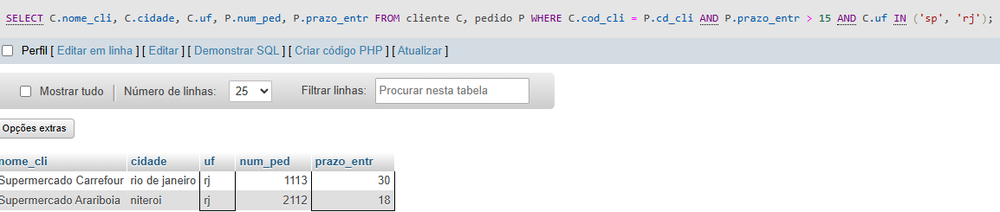 SELECT C.nome_cli, C.cidade, C.uf, P.num_ped, P.prazo_entr FROM cliente C, pedido P WHERE C.cod_cli = P.cd_cli AND P.prazo_entr > 15 AND C.uf IN ('sp', 'rj');
Perfil [ Editar em linha ] [ Editar ] [ Demonstrar SQL ] [ Criar código PHP ] [ Atualizar ]
Mostrar tudo | Número de linhas: 25 Filtrar linhas: Procurar nesta tabela
Opções extras
nome_cli cidade uf num_ped prazo_entr
Supermercado Carrefour rio de janeiro rj 1113 30
Supermercado Arariboia niteroi rj 2112 18